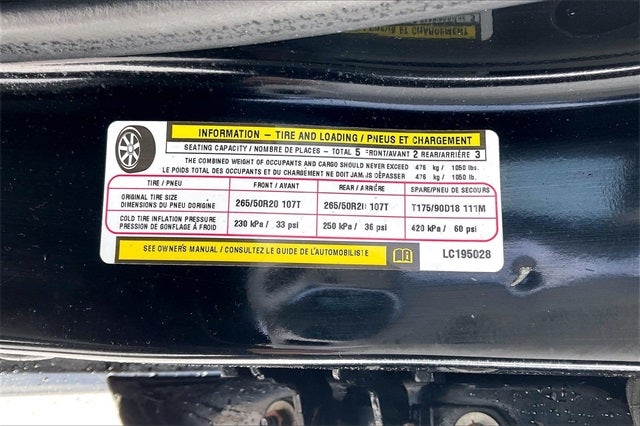 INFORMATION – TIRE AND LOADING / PNEUS ET CHARGEMENT
SEATING CAPACITY / NOMBRE DE PLACES – TOTAL 5 FRONT/AVANT 2 REAR/ARRIÈRE 3
THE COMBINED WEIGHT OF OCCUPANTS AND CARGO SHOULD NEVER EXCEED 476 kg / 1050 lbs.
LE POIDS TOTAL DES OCCUPANTS ET DU CHARGEMENT NE DOIT JAMAIS DÉPASSER 476 kg / 1050 lb.
TIRE / PNEU FRONT / AVANT REAR / ARRIÈRE SPARE/PNEU DE SECOURS
ORIGINAL TIRE SIZE
DIMENSIONS DU PNEU DORIGINE 265/50R20 107T 265/50R20 107T T175/90D18 111M
COLD TIRE INFLATION PRESSURE
PRESSION DE GONFLAGE À FROID 230 kPa / 33 psi 250 kPa / 36 psi 420 kPa / 60 psi
SEE OWNER'S MANUAL / CONSULTEZ LE GUIDE DE L'AUTOMOBILISTE LC195028